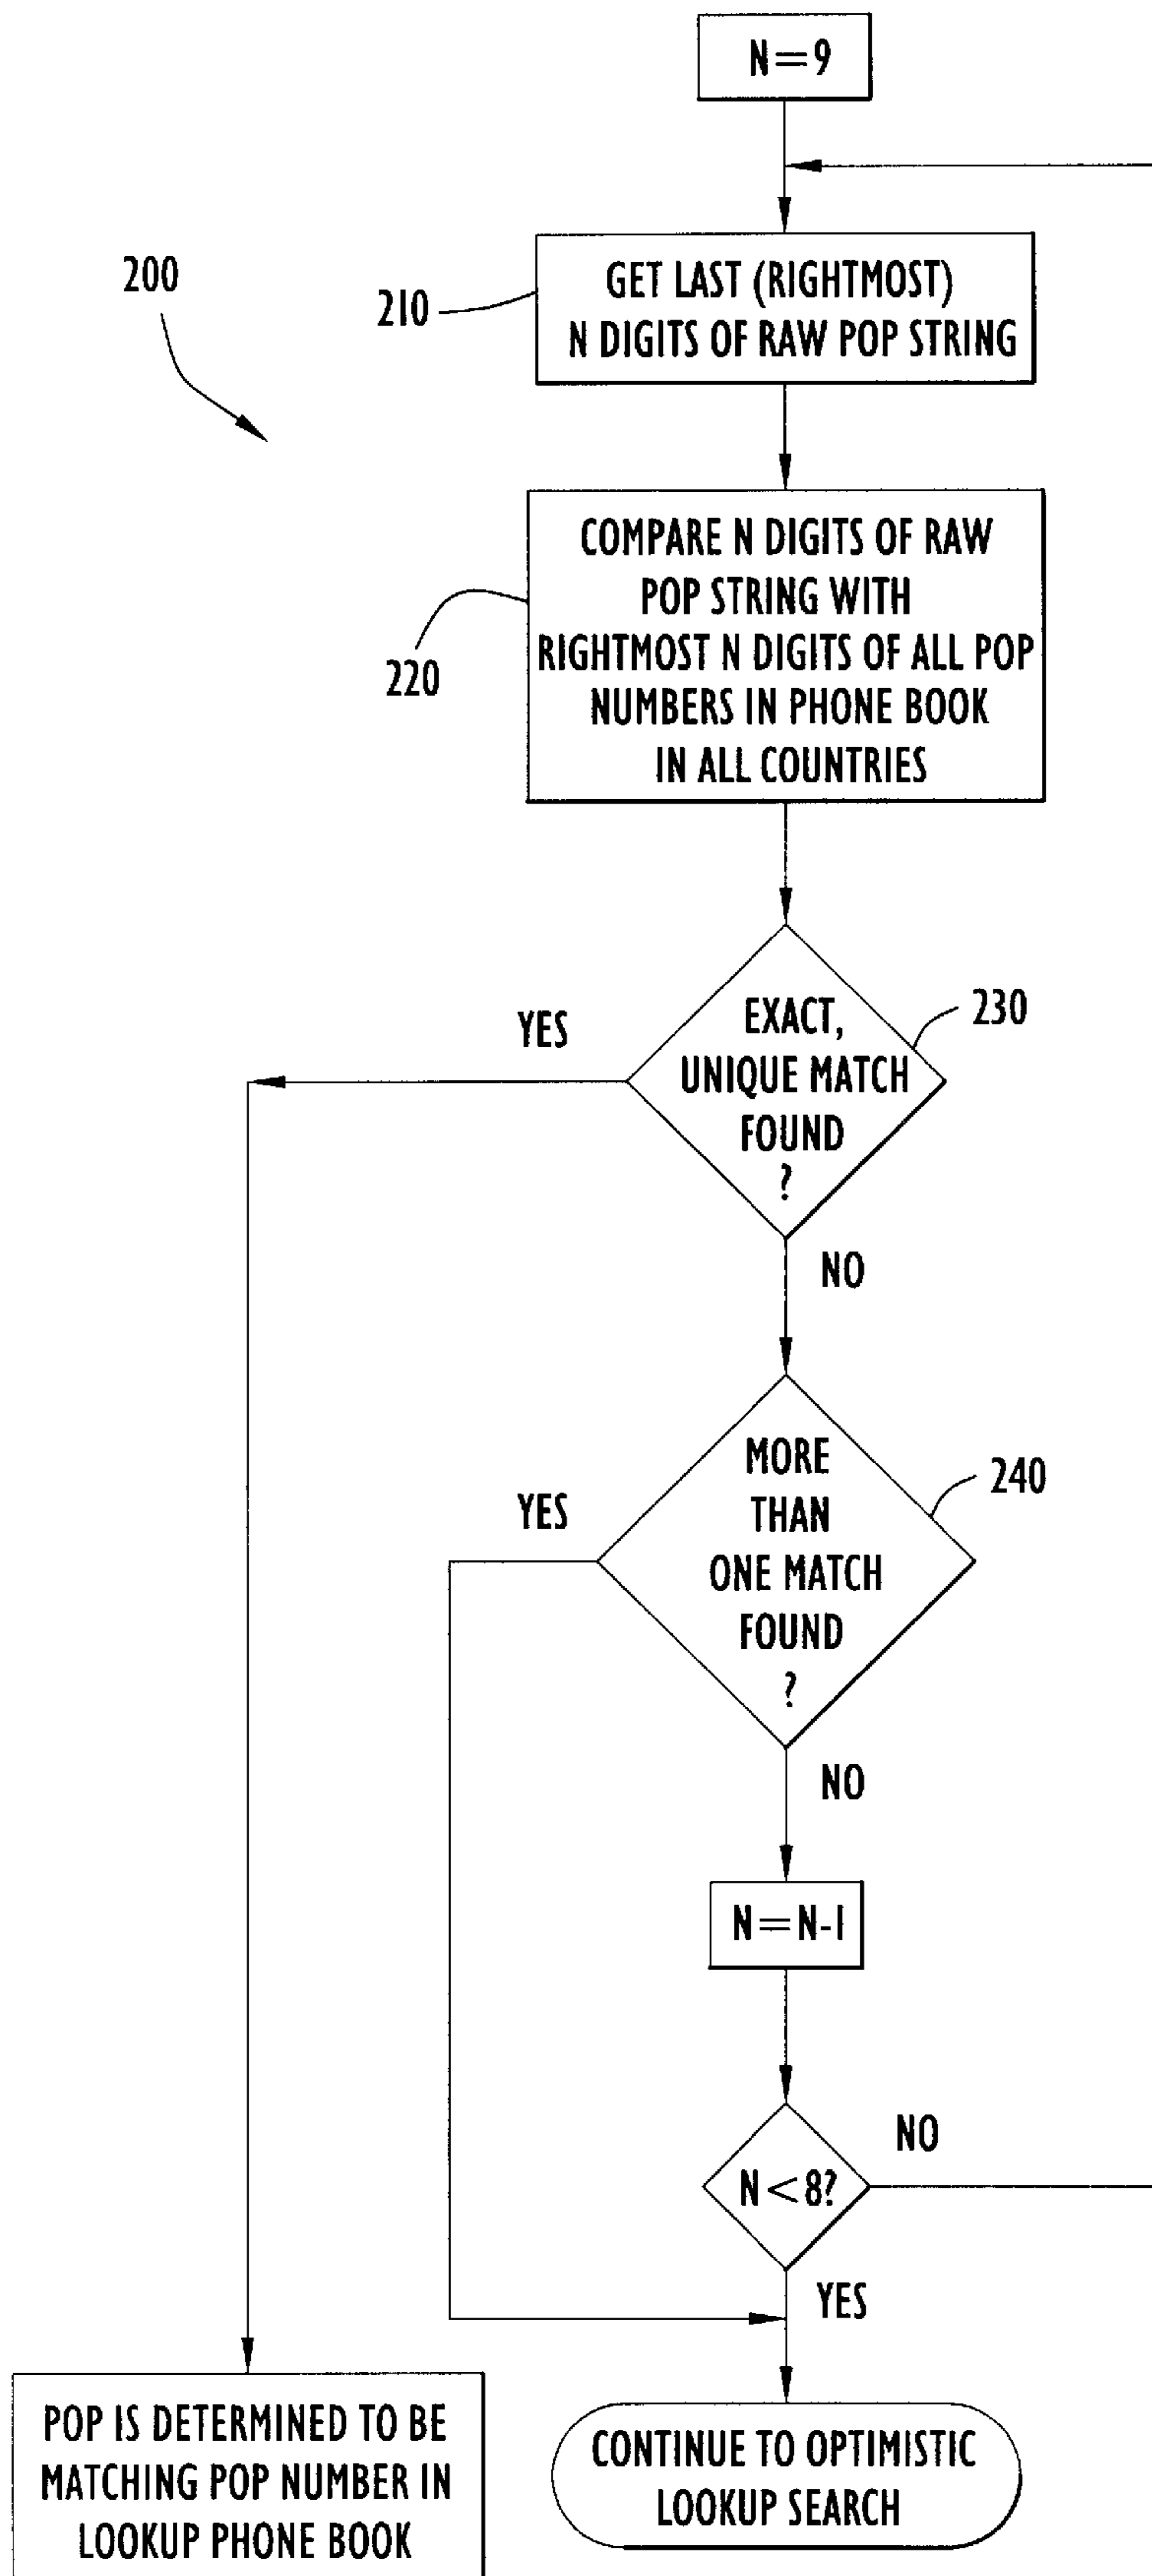 N=9
200
210
GET LAST (RIGHTMOST)
N DIGITS OF RAW POP STRING
220
COMPARE N DIGITS OF RAW
POP STRING WITH
RIGHTMOST N DIGITS OF ALL POP
NUMBERS IN PHONE BOOK
IN ALL COUNTRIES
230
YES
EXACT,
UNIQUE MATCH
FOUND
?
NO
240
YES
MORE
THAN
ONE MATCH
FOUND
?
NO
N=N-1
NO
N<8?
YES
POP IS DETERMINED TO BE
MATCHING POP NUMBER IN
LOOKUP PHONE BOOK
CONTINUE TO OPTIMISTIC
LOOKUP SEARCH